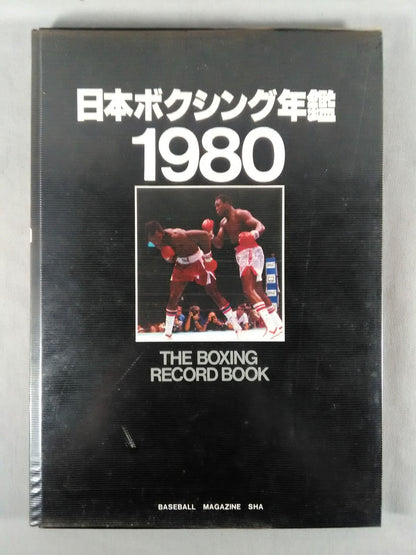 日本ボクシング年鑑
1980
THE BOXING
RECORD BOOK
BASEBALL MAGAZINE SHA